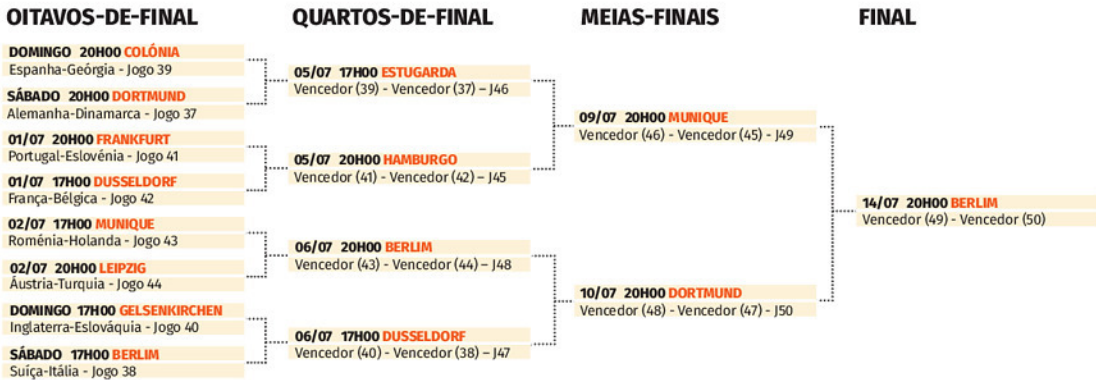 OITAVOS-DE-FINAL
DOMINGO 20H00 COLÓNIA
Espanha-Geórgia - Jogo 39
SÁBADO 20H00 DORTMUND
Alemanha-Dinamarca - Jogo 37
01/07 20H00 FRANKFURT
Portugal-Eslovénia - Jogo 41
01/07 17H00 DUSSELDORF
França-Bélgica - Jogo 42
02/07 17H00 MUNIQUE
Roménia-Holanda - Jogo 43
02/07 20H00 LEIPZIG
Áustria-Turquia - Jogo 44
DOMINGO 17H00 GELSENKIRCHEN
Inglaterra-Eslováquia - Jogo 40
SÁBADO 17H00 BERLIM
Suíça-Itália - Jogo 38
QUARTOS-DE-FINAL
05/07 17H00 ESTUGARDA
Vencedor (39) - Vencedor (37) – J46
05/07 20H00 HAMBURGO
Vencedor (41) - Vencedor (42) – J45
06/07 20H00 BERLIM
Vencedor (43) - Vencedor (44) – J48
06/07 17H00 DUSSELDORF
Vencedor (40) - Vencedor (38) – J47
MEIAS-FINAIS
09/07 20H00 MUNIQUE
Vencedor (46) - Vencedor (45) - J49
10/07 20H00 DORTMUND
Vencedor (48) - Vencedor (47) - J50
FINAL
14/07 20H00 BERLIM
Vencedor (49) - Vencedor (50)